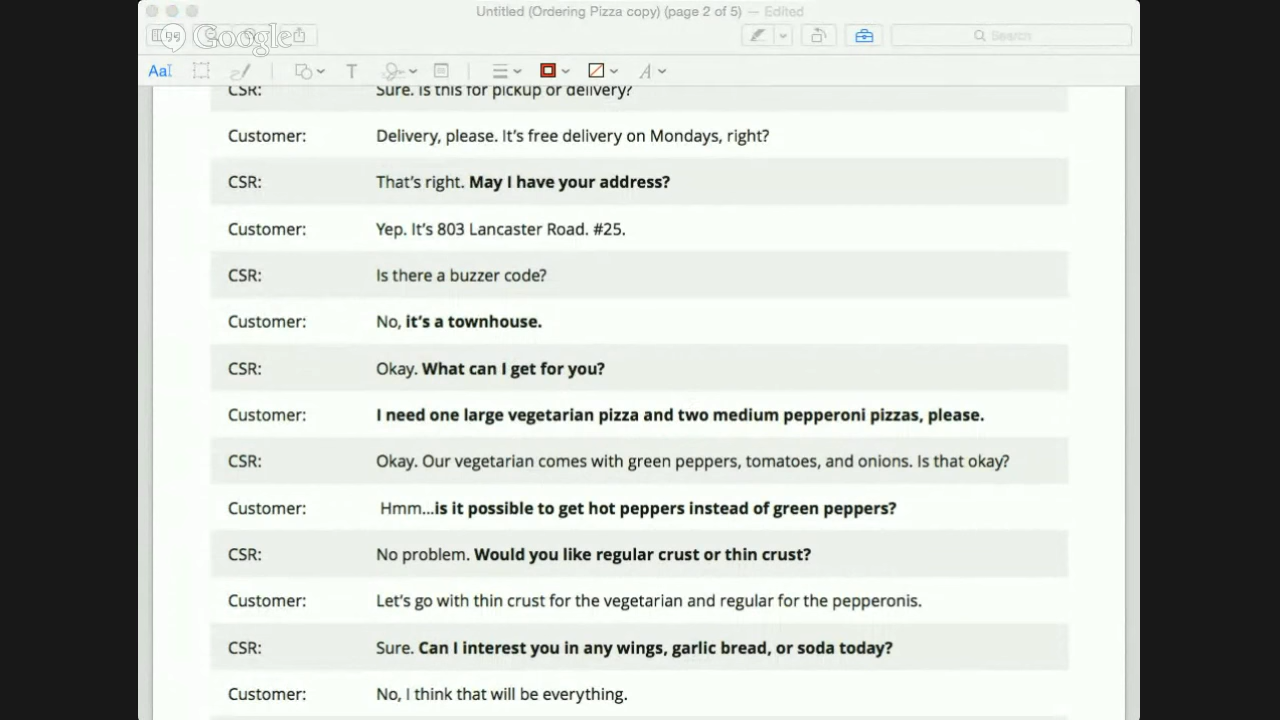 Untitled (Ordering Pizza copy) (page 2 of 5) — Edited
Google
Search
AaI T A
CSR: Sure. Is this for pickup or delivery?
Customer: Delivery, please. It's free delivery on Mondays, right?
CSR: That's right. May I have your address?
Customer: Yep. It's 803 Lancaster Road. #25.
CSR: Is there a buzzer code?
Customer: No, it's a townhouse.
CSR: Okay. What can I get for you?
Customer: I need one large vegetarian pizza and two medium pepperoni pizzas, please.
CSR: Okay. Our vegetarian comes with green peppers, tomatoes, and onions. Is that okay?
Customer: Hmm...is it possible to get hot peppers instead of green peppers?
CSR: No problem. Would you like regular crust or thin crust?
Customer: Let's go with thin crust for the vegetarian and regular for the pepperonis.
CSR: Sure. Can I interest you in any wings, garlic bread, or soda today?
Customer: No, I think that will be everything.